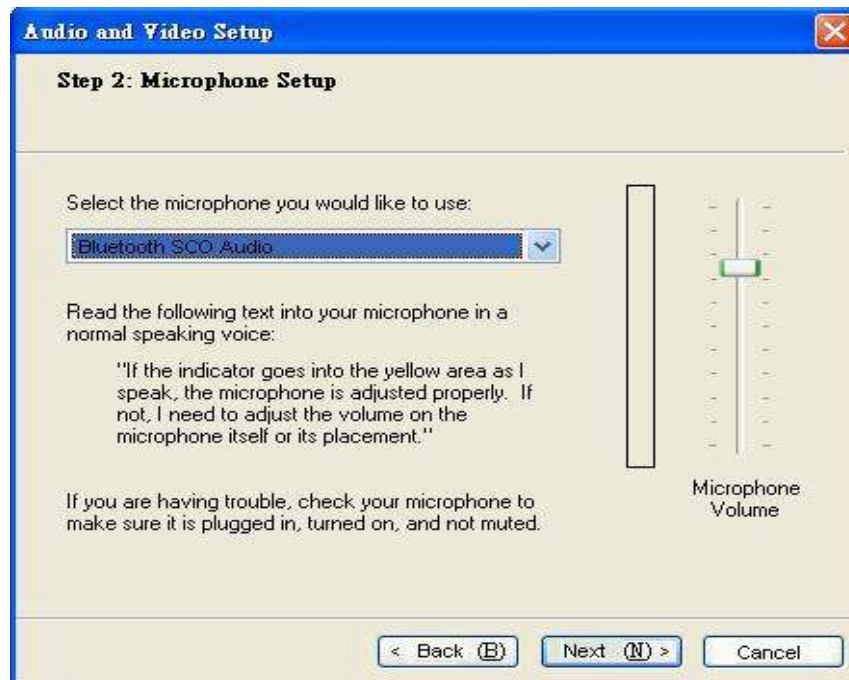 Audio and Video Setup
Step 2: Microphone Setup
Select the microphone you would like to use:
Bluetooth SCO Audio
Read the following text into your microphone in a
normal speaking voice:
"If the indicator goes into the yellow area as I
speak, the microphone is adjusted properly.  If
not, I need to adjust the volume on the
microphone itself or its placement."
If you are having trouble, check your microphone to
make sure it is plugged in, turned on, and not muted.
Microphone
Volume
< Back (B)
Next (N) >
Cancel